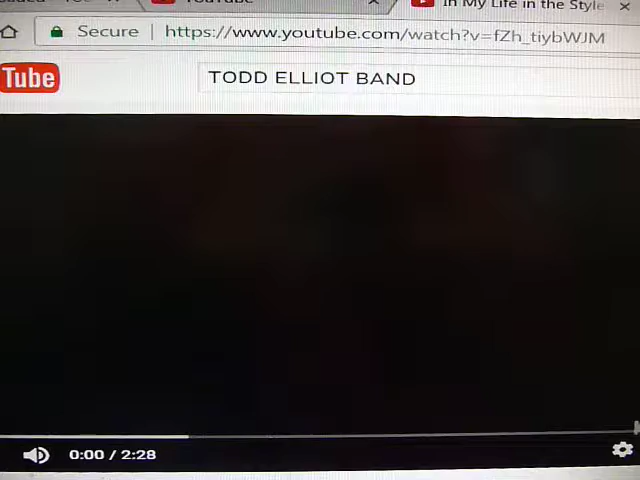 YouTube
In My Life in the Style
Secure | https://www.youtube.com/watch?v=fZh_tiybWJM
Tube
TODD ELLIOT BAND
0:00 / 2:28